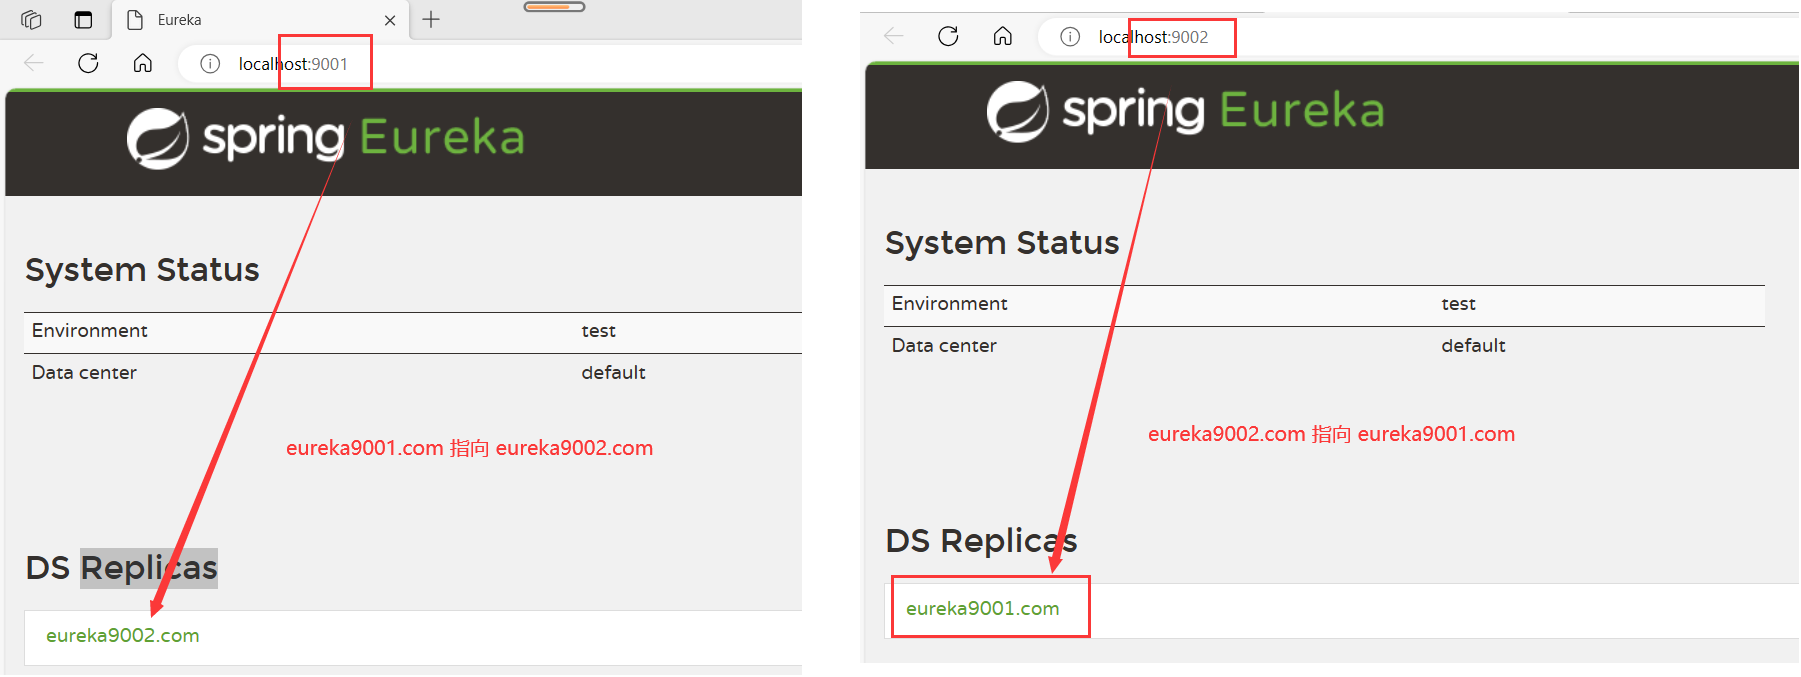 Eureka
localhost:9001
spring Eureka
System Status
Environment test
Data center default
eureka9001.com 指向 eureka9002.com
DS Replicas
eureka9002.com
localhost:9002
spring Eureka
System Status
Environment test
Data center default
eureka9002.com 指向 eureka9001.com
DS Replicas
eureka9001.com